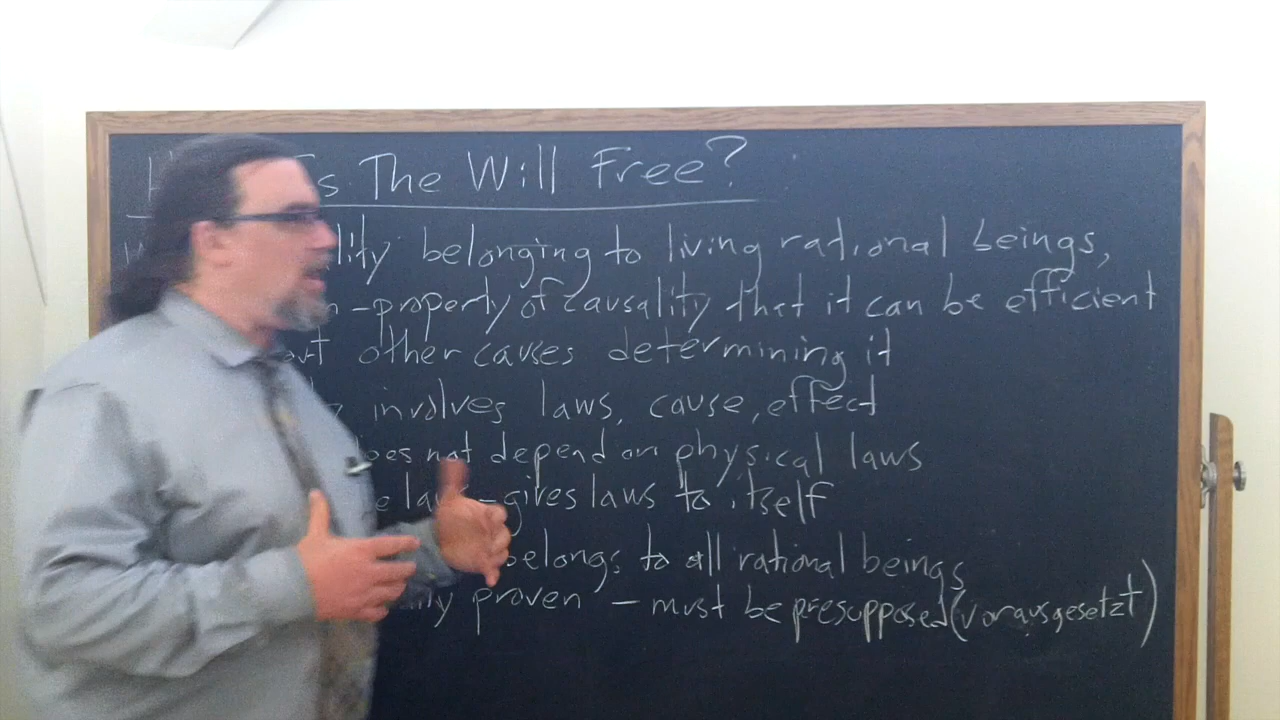 Is The Will Free?
belonging to living rational beings,
-property of causality that it can be efficient
other causes determining it
involves laws, cause, effect
not depend on physical laws
-gives laws to itself
belongs to all rational beings
proven - must be presupposed (vorausgesetzt)